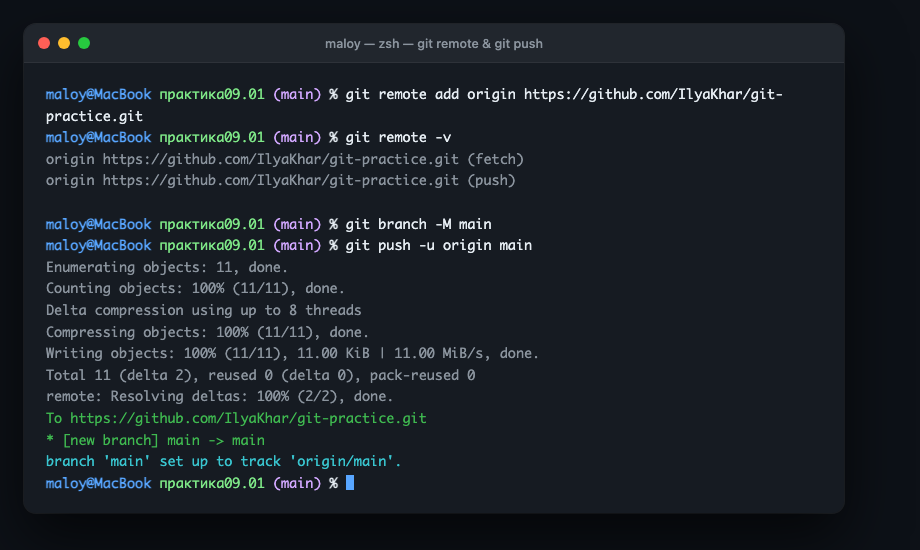 maloy — zsh — git remote & git push
maloy@MacBook практика09.01 (main) % git remote add origin https://github.com/IlyaKhar/git-
practice.git
maloy@MacBook практика09.01 (main) % git remote -v
origin https://github.com/IlyaKhar/git-practice.git (fetch)
origin https://github.com/IlyaKhar/git-practice.git (push)
maloy@MacBook практика09.01 (main) % git branch -M main
maloy@MacBook практика09.01 (main) % git push -u origin main
Enumerating objects: 11, done.
Counting objects: 100% (11/11), done.
Delta compression using up to 8 threads
Compressing objects: 100% (11/11), done.
Writing objects: 100% (11/11), 11.00 KiB | 11.00 MiB/s, done.
Total 11 (delta 2), reused 0 (delta 0), pack-reused 0
remote: Resolving deltas: 100% (2/2), done.
To https://github.com/IlyaKhar/git-practice.git
* [new branch] main -> main
branch 'main' set up to track 'origin/main'.
maloy@MacBook практика09.01 (main) %